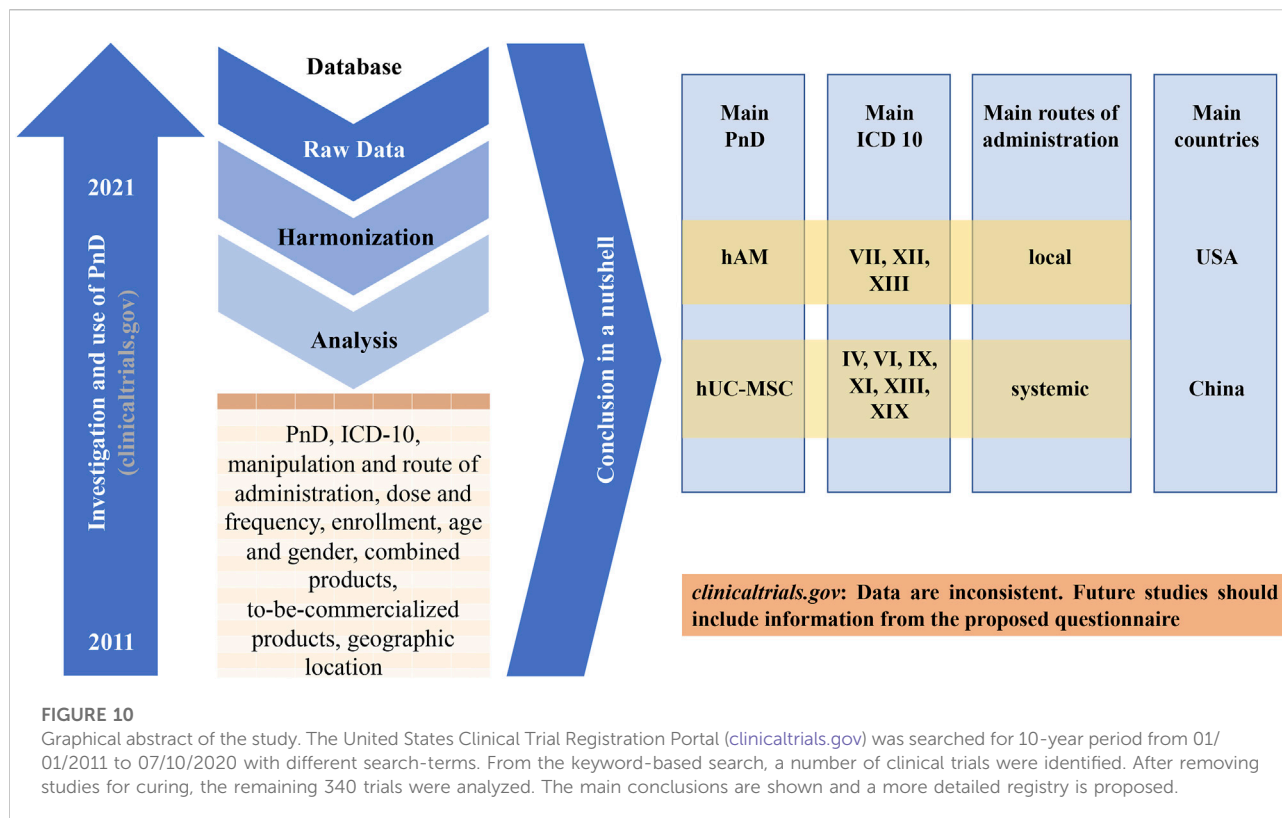 Investigation and use of PnD
(clinicaltrials.gov)
2021
2011
Database
Raw Data
Harmonization
Analysis
PnD, ICD-10,
manipulation and route of
administration, dose and
frequency, enrollment, age
and gender, combined
products,
to-be-commercialized
products, geographic
location
Conclusion in a nutshell
Main
PnD
Main
ICD 10
Main routes of
administration
Main
countries
hAM
VII, XII,
XIII
local
USA
hUC-MSC
IV, VI, IX,
XI, XIII,
XIX
systemic
China
clinicaltrials.gov: Data are inconsistent. Future studies should
include information from the proposed questionnaire
FIGURE 10
Graphical abstract of the study. The United States Clinical Trial Registration Portal (clinicaltrials.gov) was searched for 10-year period from 01/
01/2011 to 07/10/2020 with different search-terms. From the keyword-based search, a number of clinical trials were identified. After removing
studies for curing, the remaining 340 trials were analyzed. The main conclusions are shown and a more detailed registry is proposed.